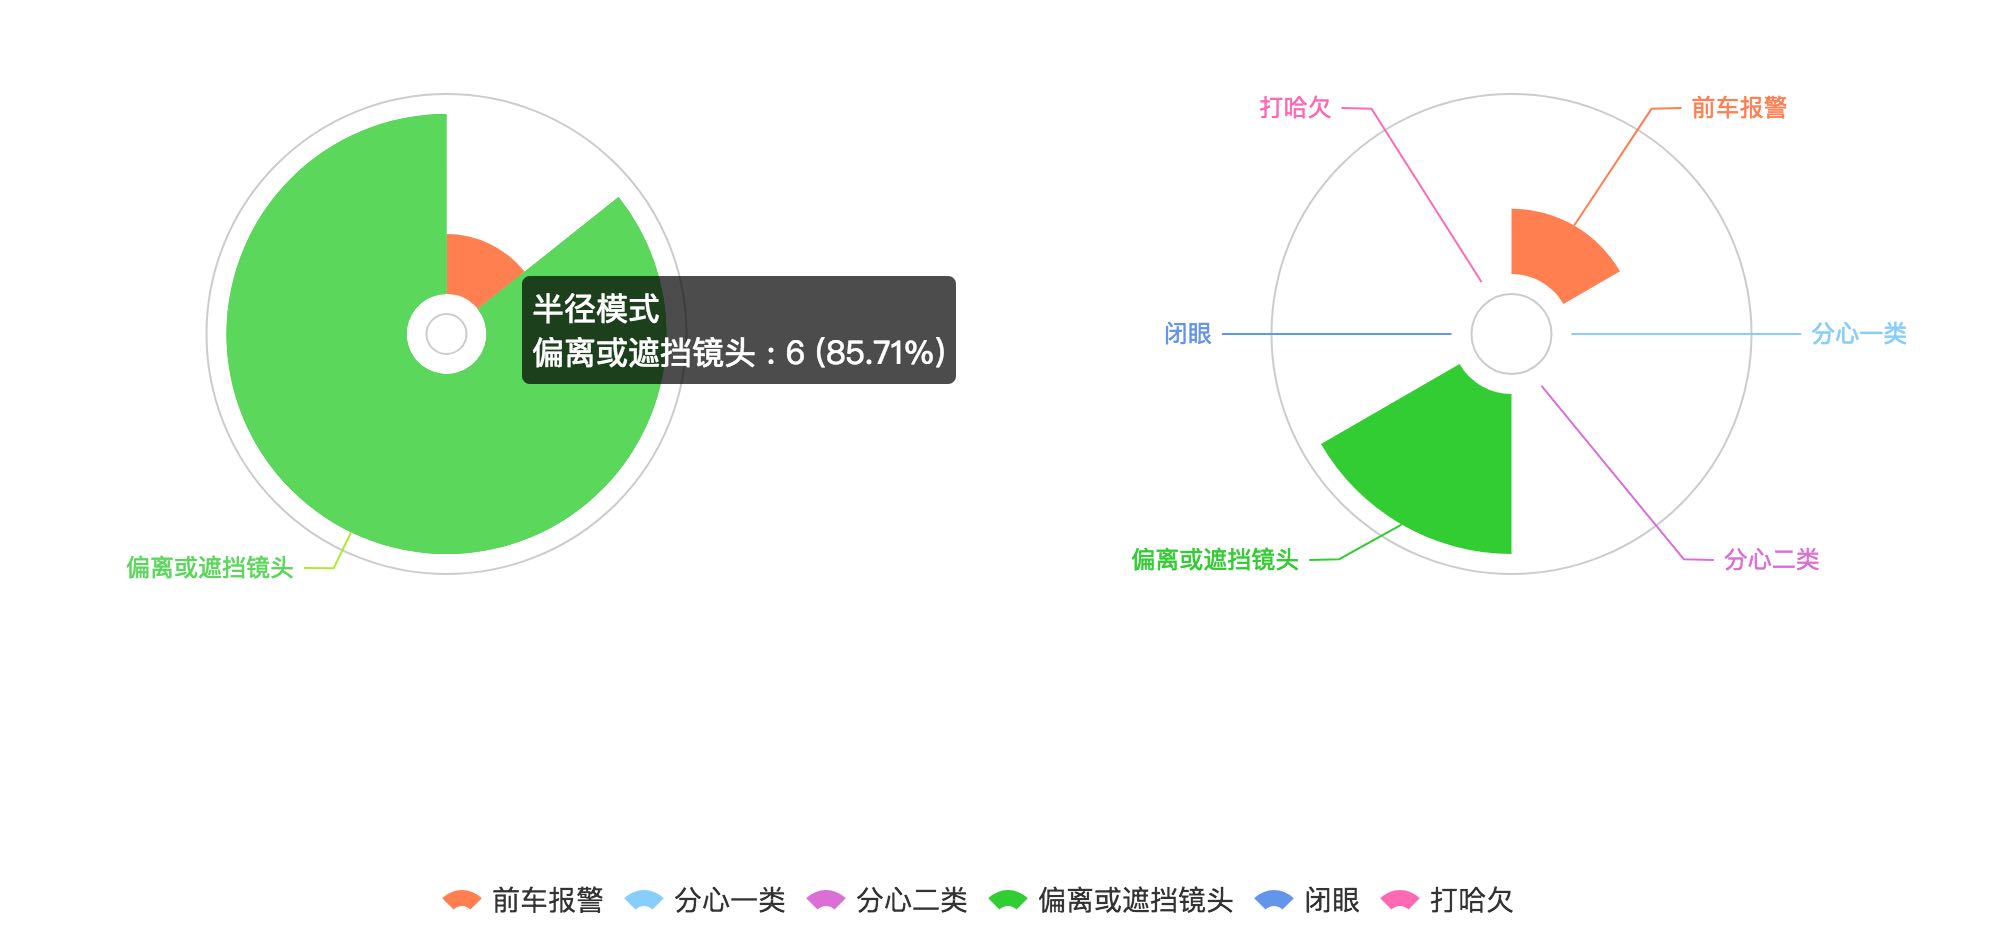 打哈欠
前车报警
半径模式
偏离或遮挡镜头 : 6 (85.71%)
闭眼
分心一类
偏离或遮挡镜头
偏离或遮挡镜头
分心二类
前车报警
分心一类
分心二类
偏离或遮挡镜头
闭眼
打哈欠